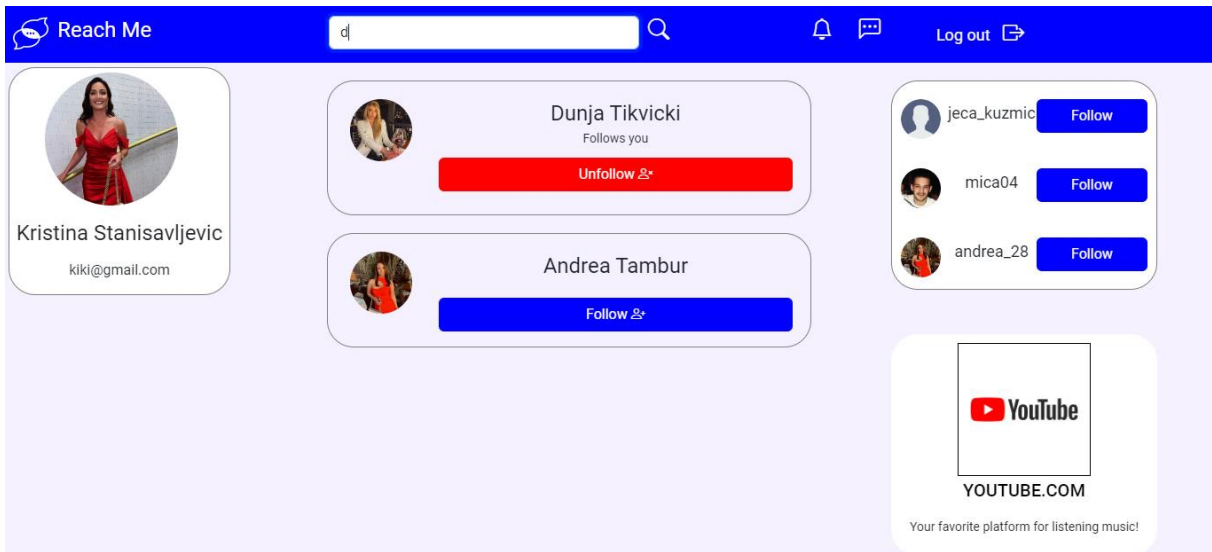 Reach Me
d
Log out
Kristina Stanisavljevic
kiki@gmail.com
Dunja Tikvicki
Follows you
Unfollow
Andrea Tambur
Follow
jeca_kuzmic Follow
mica04 Follow
andrea_28 Follow
YouTube
YOUTUBE.COM
Your favorite platform for listening music!